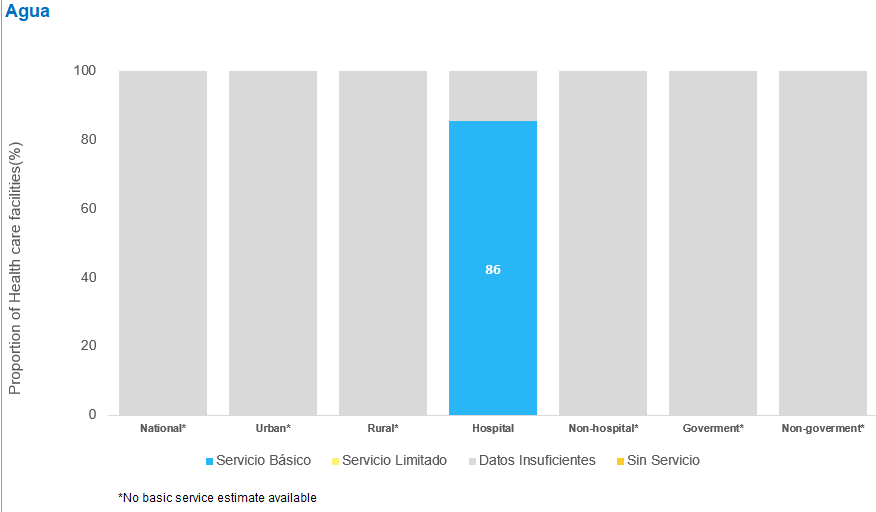 Agua
Proportion of Health care facilities(%)
100
80
60
40
20
0
86
National*
Urban*
Rural*
Hospital
Non-hospital*
Goverment*
Non-goverment*
Servicio Básico
Servicio Limitado
Datos Insuficientes
Sin Servicio
*No basic service estimate available